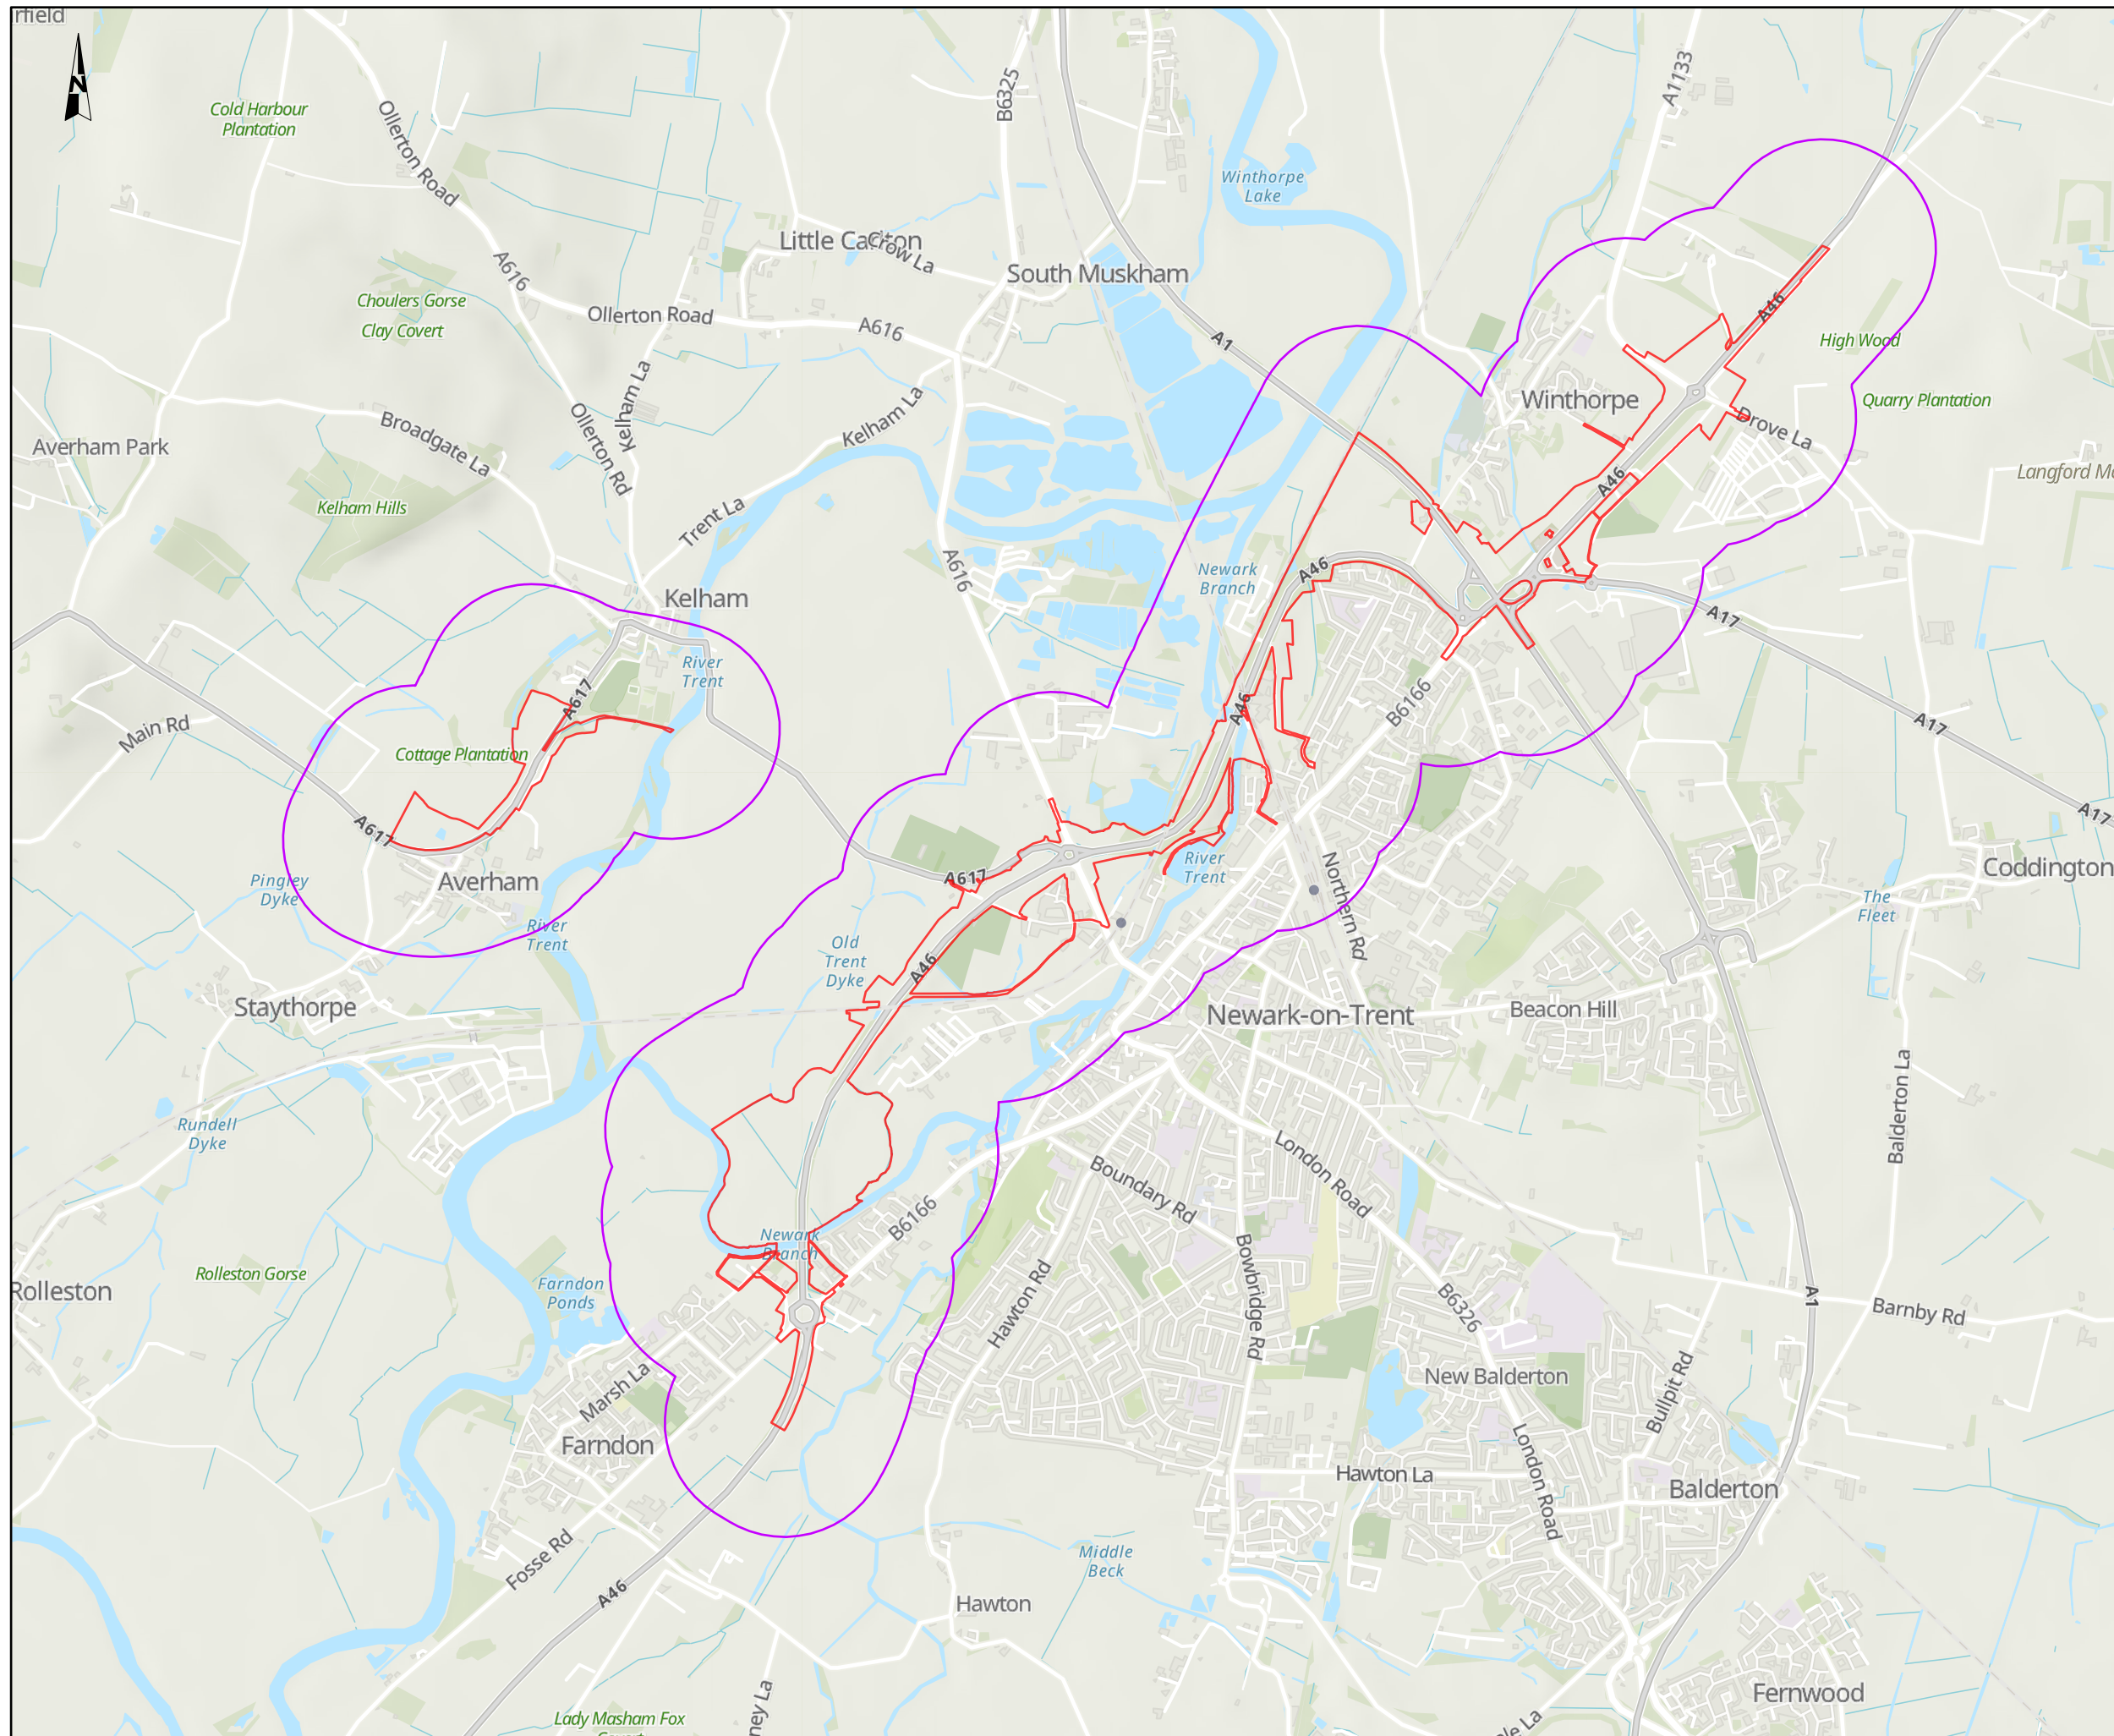 rfield
N
Cold Harbour
Plantation
Ollerton Road
B6325
A1133
Winthorpe
Lake
A616
Little Carlton
Crow La
South Muskham
Choulers Gorse
Clay Covert
Ollerton Road
A616
A1
A46
High Wood
Kelham La
Ollerton Rd
Kelham La
Winthorpe
Quarry Plantation
Drove La
Broadgate La
Averham Park
Langford Mo
Kelham Hills
Trent La
A46
A616
A46
Newark
Branch
Kelham
A17
River
Trent
A617
A46
B6166
Main Rd
A17
Cottage Plantation
A17
A617
River
Trent
Northern Rd
Coddington
Pingley
Dyke
Averham
A617
The
Fleet
River
Trent
Old
Trent
Dyke
A46
Staythorpe
Newark-on-Trent
Beacon Hill
Balderton La
Rundell
Dyke
London Road
Boundary Rd
B6166
Newark
Branch
Rolleston Gorse
Rolleston
Farndon
Ponds
Hawton Rd
Bowbridge Rd
B6326
A1
Barnby Rd
Marsh La
New Balderton
Bullpit Rd
Farndon
London Road
Hawton La
Balderton
Fosse Rd
A46
Middle
Beck
Hawton
Fernwood
Lady Masham Fox
ney La
le La